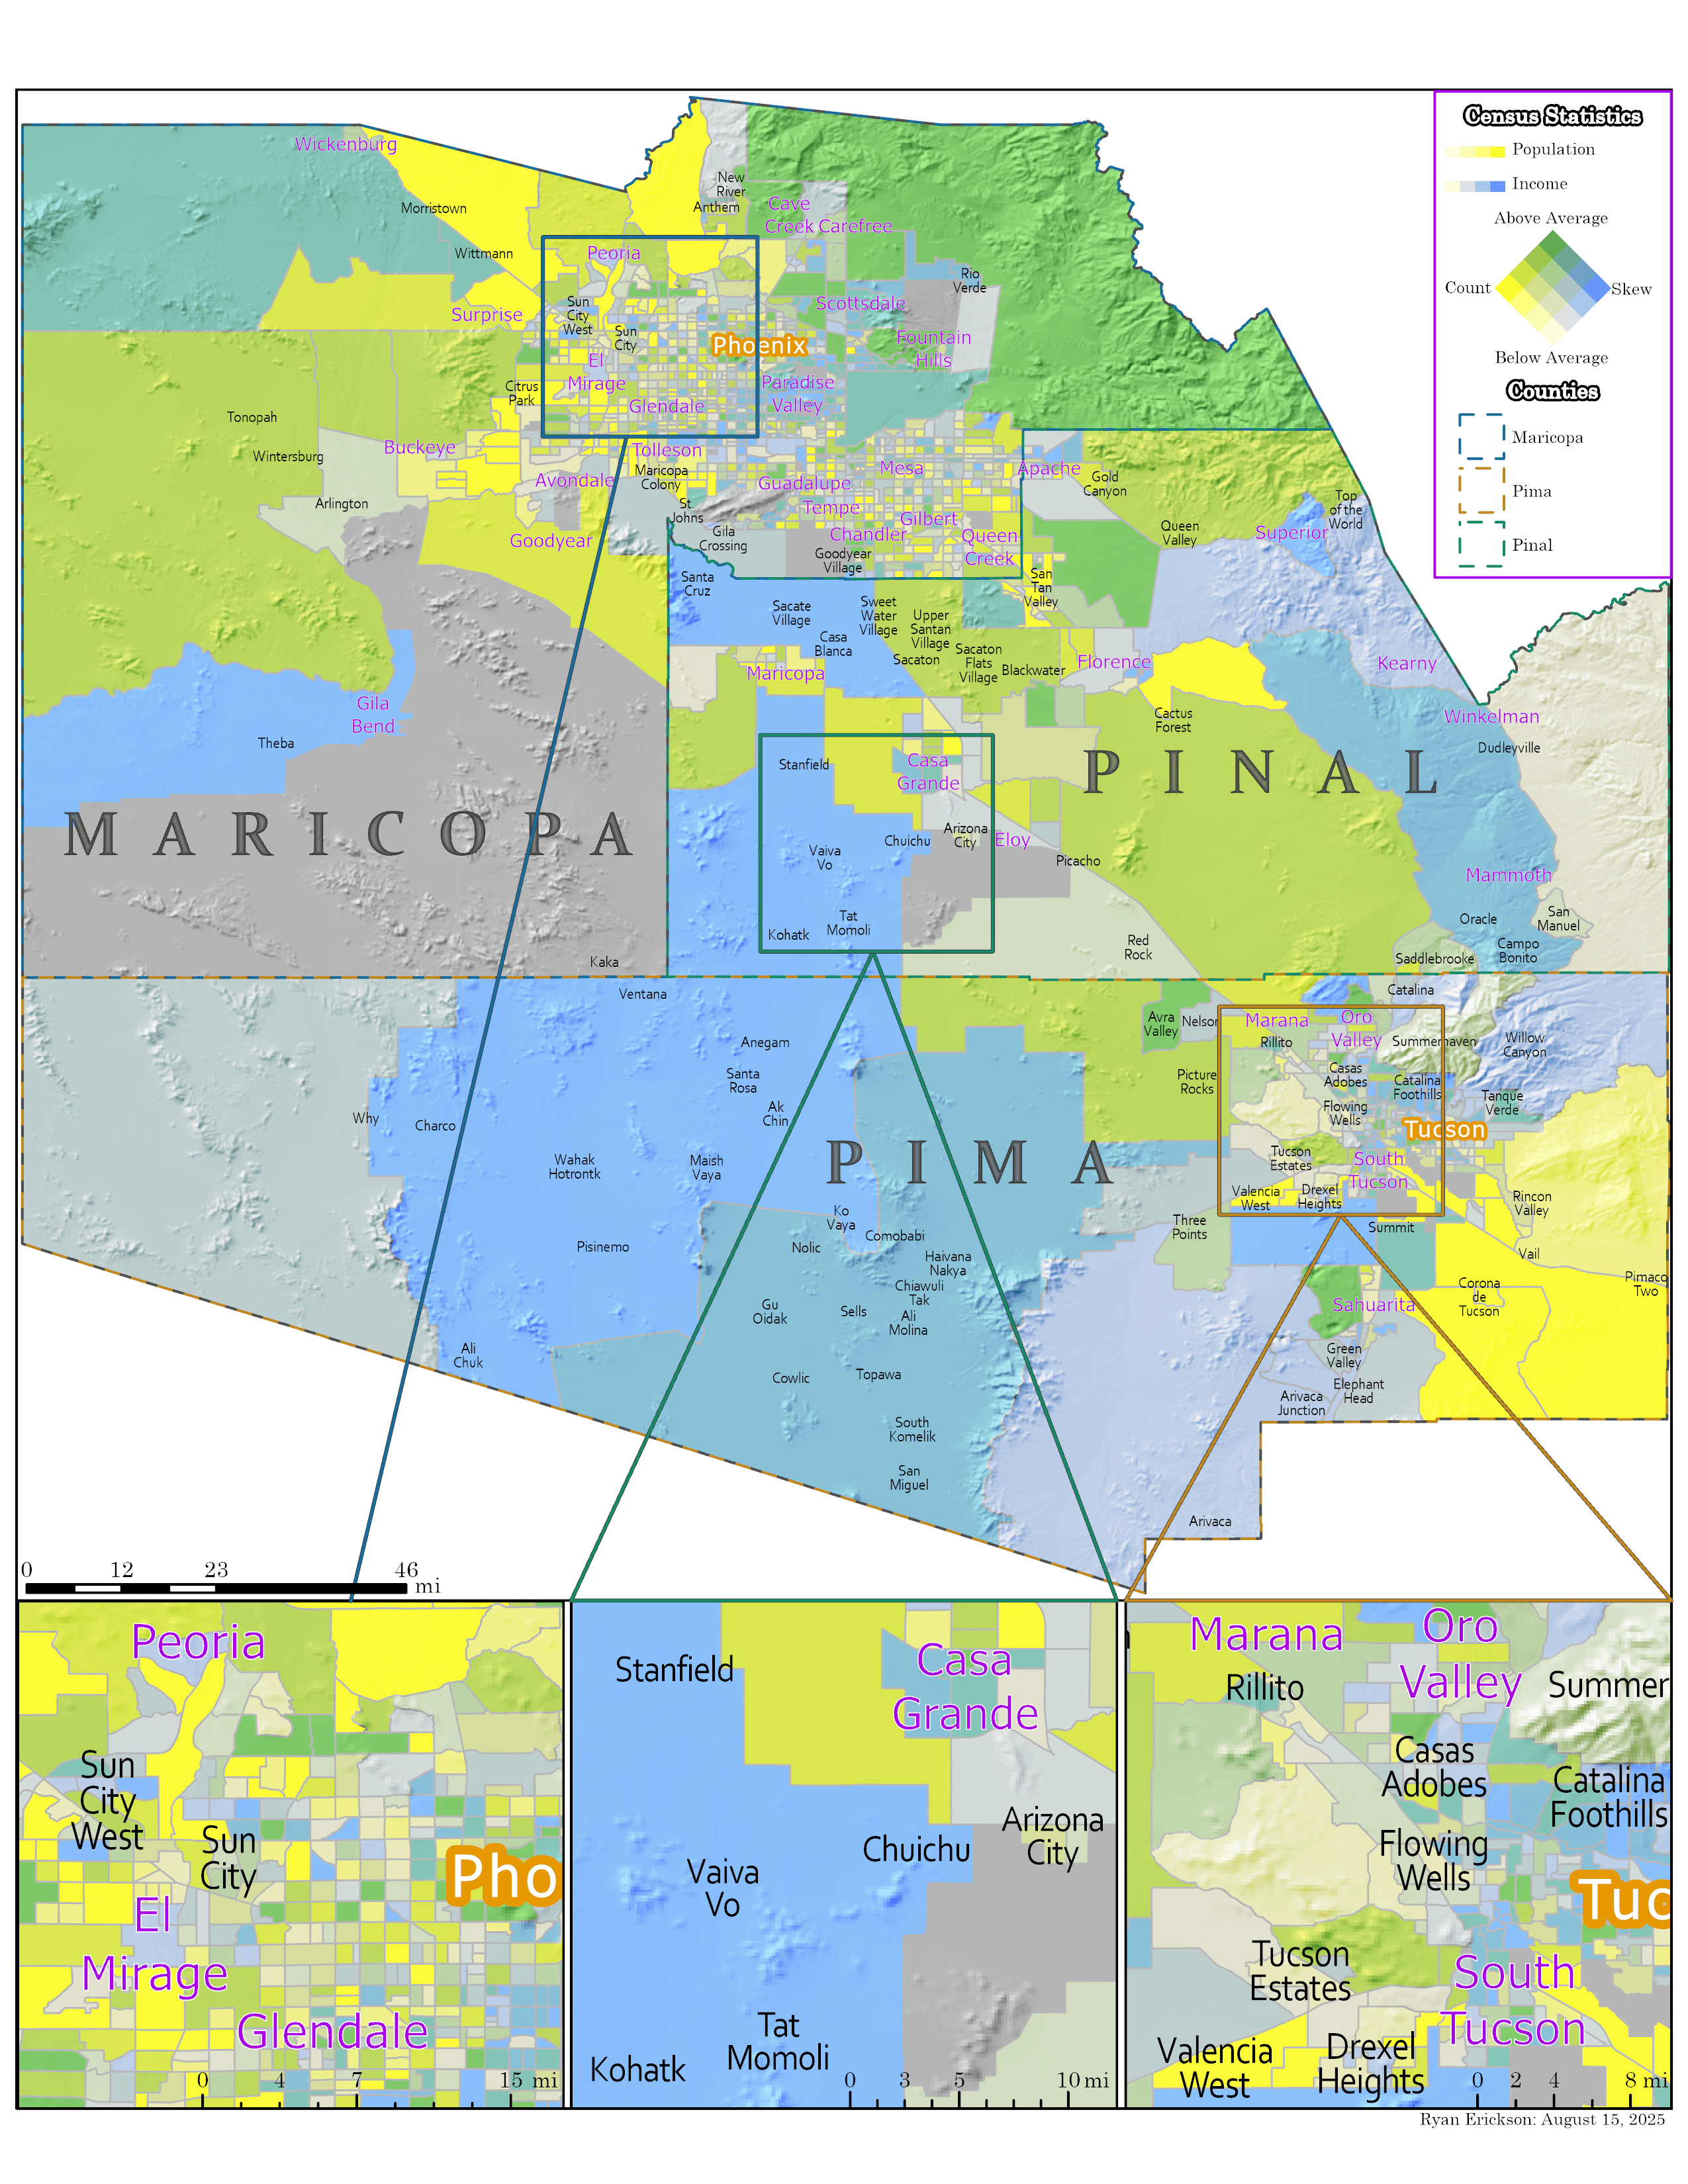 Census Statistics
Population
Income
Above Average
Count
Skew
Below Average
Counties
Maricopa
Pima
Pinal
Wickenburg
Morristown
Wittmann
New
River
Anthem
Cave
Creek
Carefree
Peoria
Surprise
Sun
City
West
Sun
City
Scottsdale
Rio
Verde
Fountain
Hills
Phoenix
El
Mirage
Citrus
Park
Glendale
Paradise
Valley
Tonopah
Wintersburg
Buckeye
Arlington
Avondale
Goodyear
Tolleson
Maricopa
Colony
St.
Johns
Gila
Crossing
Guadalupe
Tempe
Mesa
Gilbert
Chandler
Goodyear
Village
Queen
Creek
Apache
Gold
Canyon
Queen
Valley
Superior
Top
of the
World
San
Tan
Valley
Santa
Cruz
Sacate
Village
Casa
Blanca
Sweet
Water
Village
Upper
Santan
Village
Sacaton
Sacaton
Flats
Village
Blackwater
Florence
Kearny
Maricopa
Gila
Bend
Theba
Cactus
Forest
Winkelman
Dudleyville
Stanfield
Casa
Grande
PINAL
MARICOPA
Vaiva
Vo
Chuichu
Arizona
City
Eloy
Picacho
Mammoth
Oracle
San
Manuel
Campo
Bonito
Saddlebrooke
Red
Rock
Kohatk
Tat
Momoli
Kaka
Ventana
Catalina
Anegam
Santa
Rosa
Ak
Chin
Avra
Valley
Nelson
Marana
Rillito
Oro
Valley
Summerhaven
Willow
Canyon
Picture
Rocks
Casas
Adobes
Catalina
Foothills
Tanque
Verde
Flowing
Wells
Tucson
Why
Charco
Wahak
Hotrontk
Maish
Vaya
PIMA
Tucson
Estates
South
Tucson
Valencia
West
Drexel
Heights
Rincon
Valley
Ko
Vaya
Comobabi
Three
Points
Summit
Vail
Pisinemo
Nolic
Haivana
Nakya
Chiawuli
Tak
Pimaco
Two
Corona
de
Tucson
Sahuarita
Gu
Oidak
Sells
Ali
Molina
Green
Valley
Ali
Chuk
Cowlic
Topawa
Elephant
Head
Arivaca
Junction
South
Komelik
San
Miguel
Arivaca
0 12 23 46 mi
Peoria
Sun
City
West
Sun
City
Pho
El
Mirage
Glendale
0 4 7 15 mi
Stanfield
Casa
Grande
Arizona
City
Chuichu
Vaiva
Vo
Tat
Momoli
Kohatk
0 3 5 10 mi
Marana
Oro
Valley
Rillito
Summer
Casas
Adobes
Catalina
Foothills
Flowing
Wells
Tuc
Tucson
Estates
South
Tucson
Valencia
West
Drexel
Heights
0 2 4 8 mi
Ryan Erickson: August 15, 2025